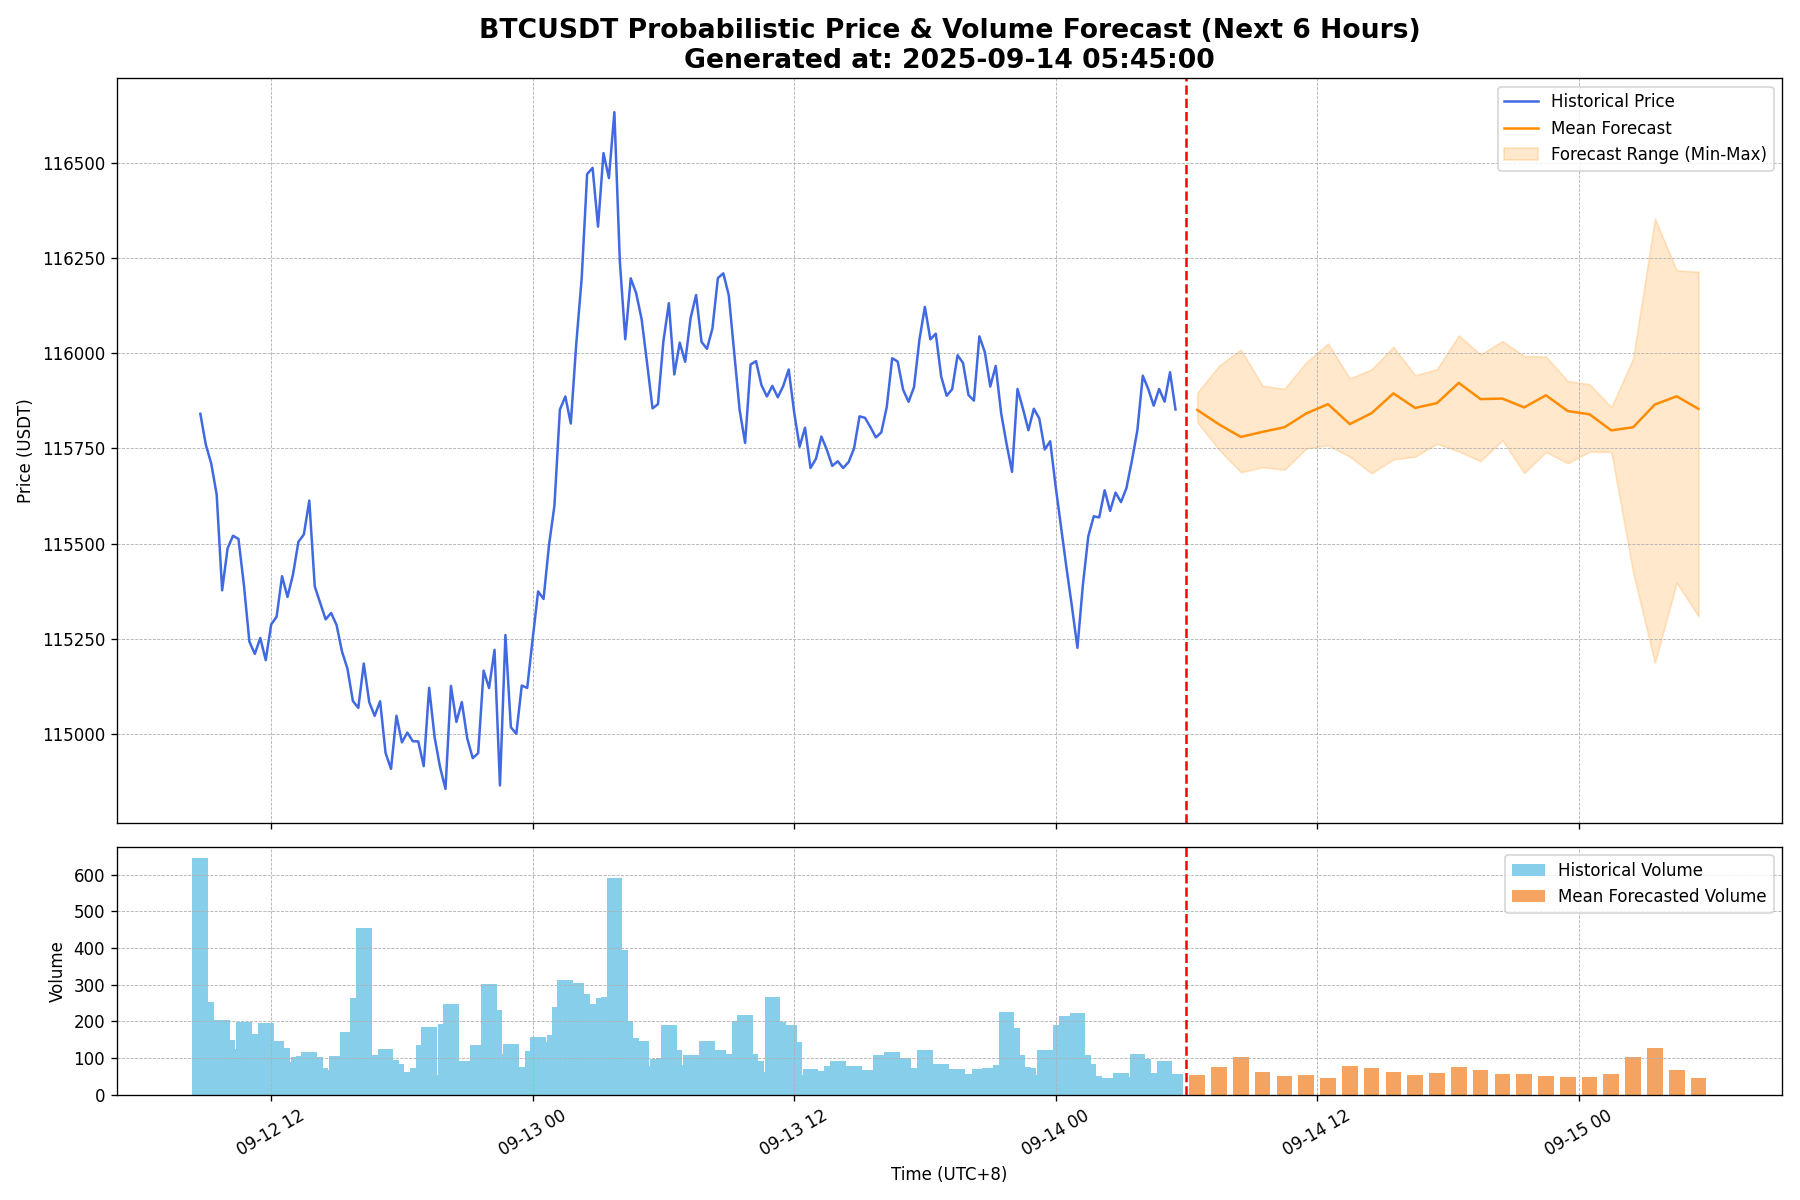 BTCUSDT Probabilistic Price & Volume Forecast (Next 6 Hours)
Generated at: 2025-09-14 05:45:00
Historical Price
Mean Forecast
Forecast Range (Min-Max)
Price (USDT)
116500
116250
116000
115750
115500
115250
115000
Historical Volume
Mean Forecasted Volume
Volume
600
500
400
300
200
100
0
09-12 12
09-13 00
09-13 12
09-14 00
09-14 12
09-15 00
Time (UTC+8)